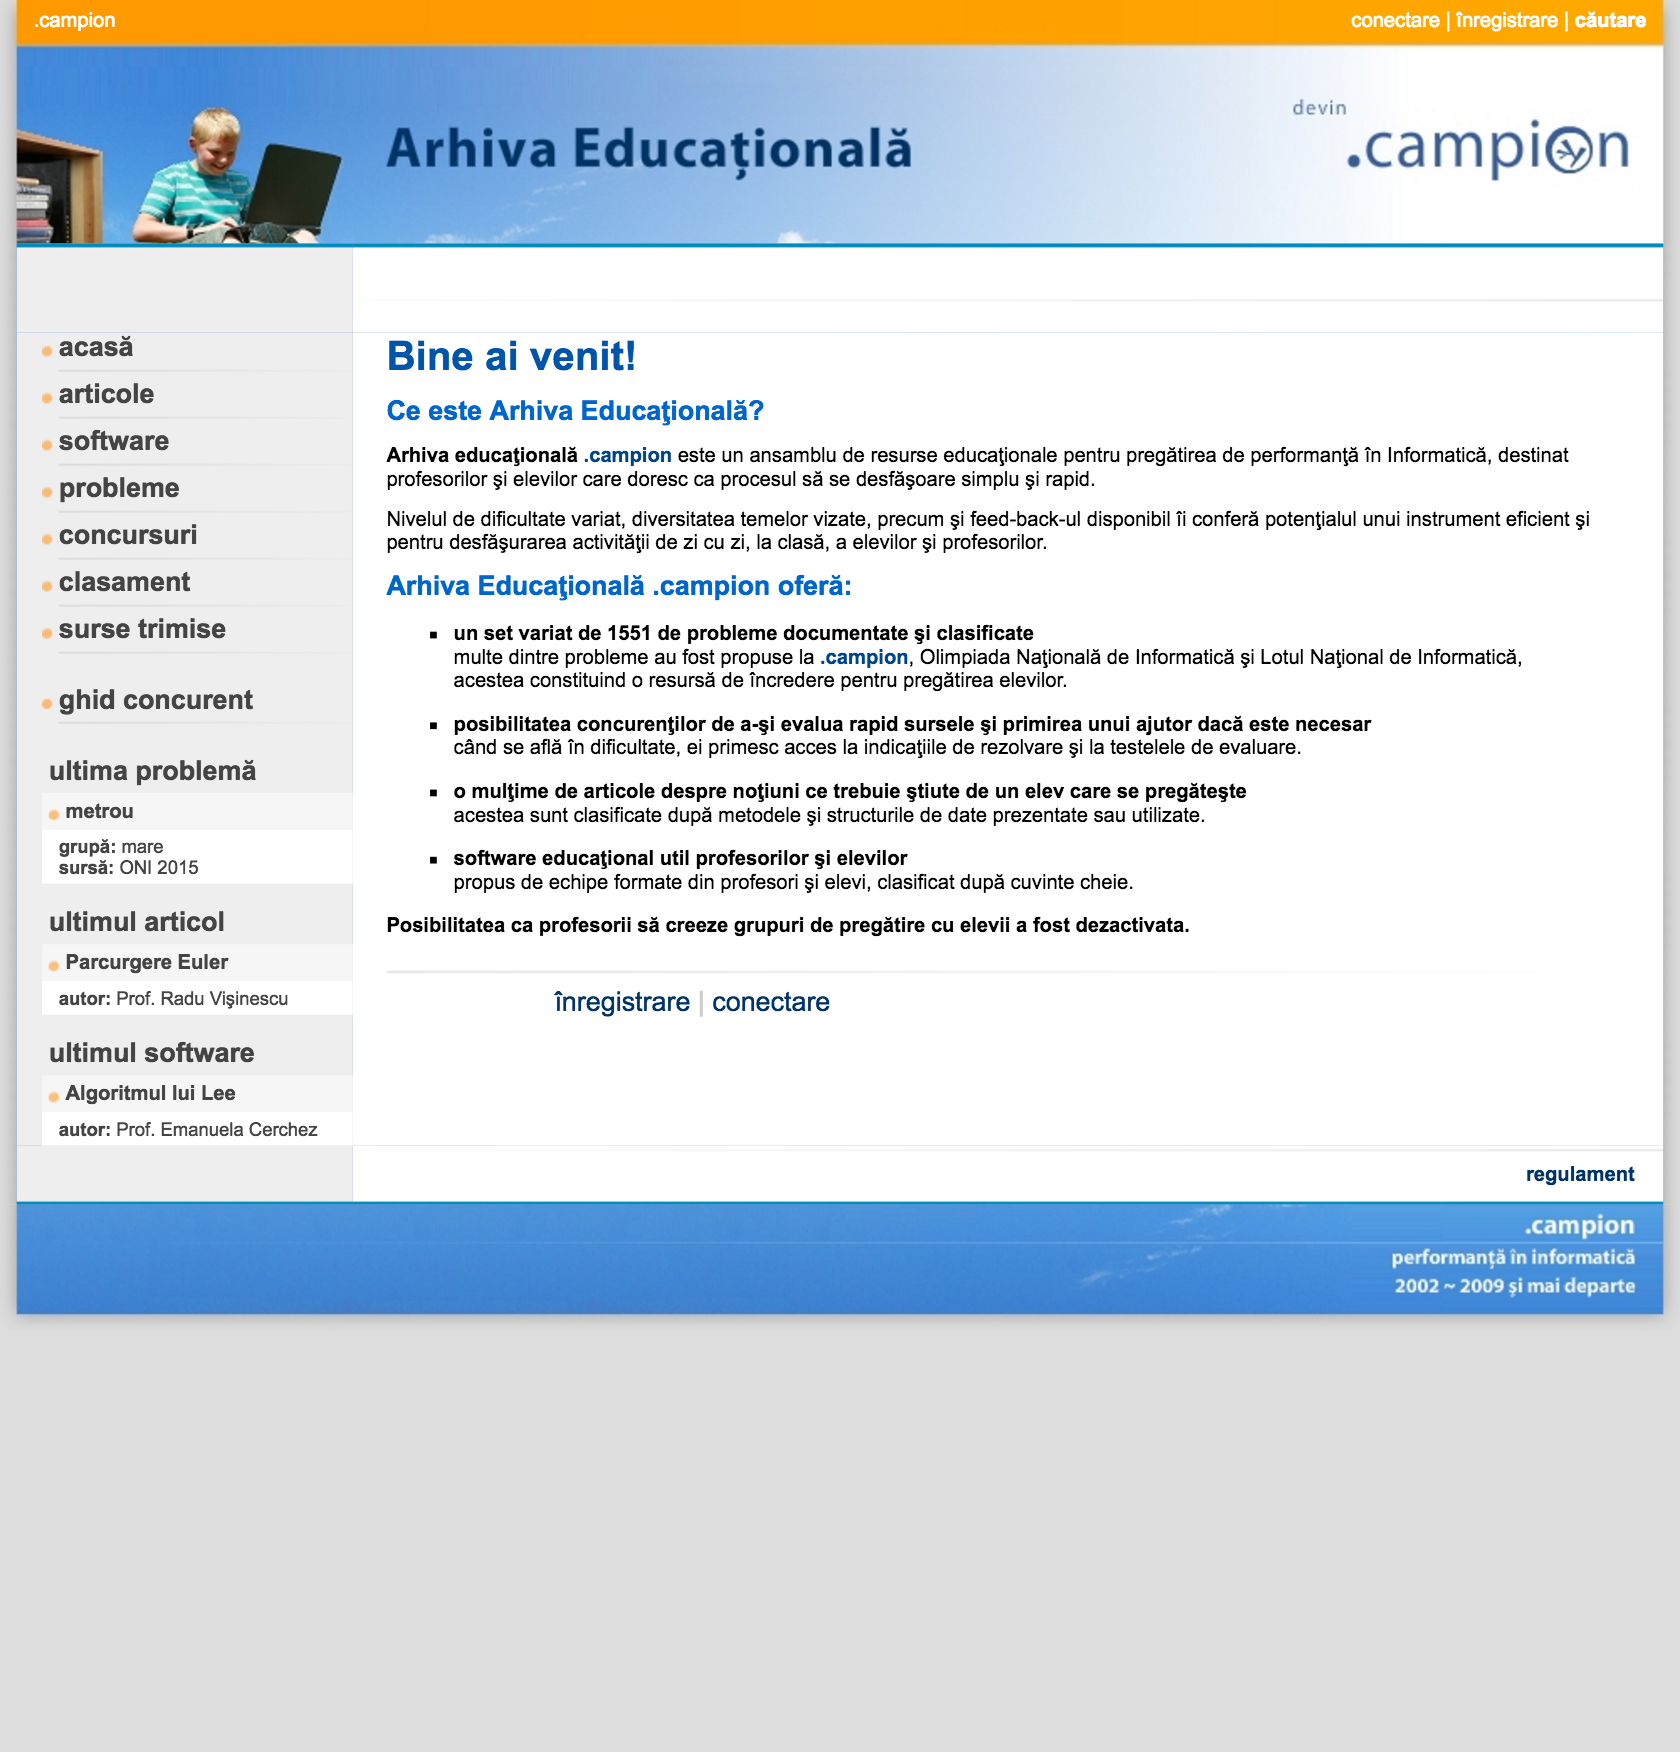 .campion
conectare | înregistrare | căutare
Arhiva Educațională
devin
.campion
acasă
articole
software
probleme
concursuri
clasament
surse trimise
ghid concurent
ultima problemă
metrou
grupă: mare
sursă: ONI 2015
ultimul articol
Parcurgere Euler
autor: Prof. Radu Vişinescu
ultimul software
Algoritmul lui Lee
autor: Prof. Emanuela Cerchez
Bine ai venit!
Ce este Arhiva Educaţională?
Arhiva educaţională .campion este un ansamblu de resurse educaţionale pentru pregătirea de performanţă în Informatică, destinat
profesorilor şi elevilor care doresc ca procesul să se desfăşoare simplu şi rapid.
Nivelul de dificultate variat, diversitatea temelor vizate, precum şi feed-back-ul disponibil îi conferă potenţialul unui instrument eficient şi
pentru desfăşurarea activităţii de zi cu zi, la clasă, a elevilor şi profesorilor.
Arhiva Educaţională .campion oferă:
▪ un set variat de 1551 de probleme documentate şi clasificate
multe dintre probleme au fost propuse la .campion, Olimpiada Naţională de Informatică şi Lotul Naţional de Informatică,
acestea constituind o resursă de încredere pentru pregătirea elevilor.
▪ posibilitatea concurenţilor de a-şi evalua rapid sursele şi primirea unui ajutor dacă este necesar
când se află în dificultate, ei primesc acces la indicaţiile de rezolvare şi la testelele de evaluare.
▪ o mulţime de articole despre noţiuni ce trebuie ştiute de un elev care se pregăteşte
acestea sunt clasificate după metodele şi structurile de date prezentate sau utilizate.
▪ software educaţional util profesorilor şi elevilor
propus de echipe formate din profesori şi elevi, clasificat după cuvinte cheie.
Posibilitatea ca profesorii să creeze grupuri de pregătire cu elevii a fost dezactivata.
înregistrare | conectare
regulament
.campion
performanță în informatică
2002 ~ 2009 și mai departe